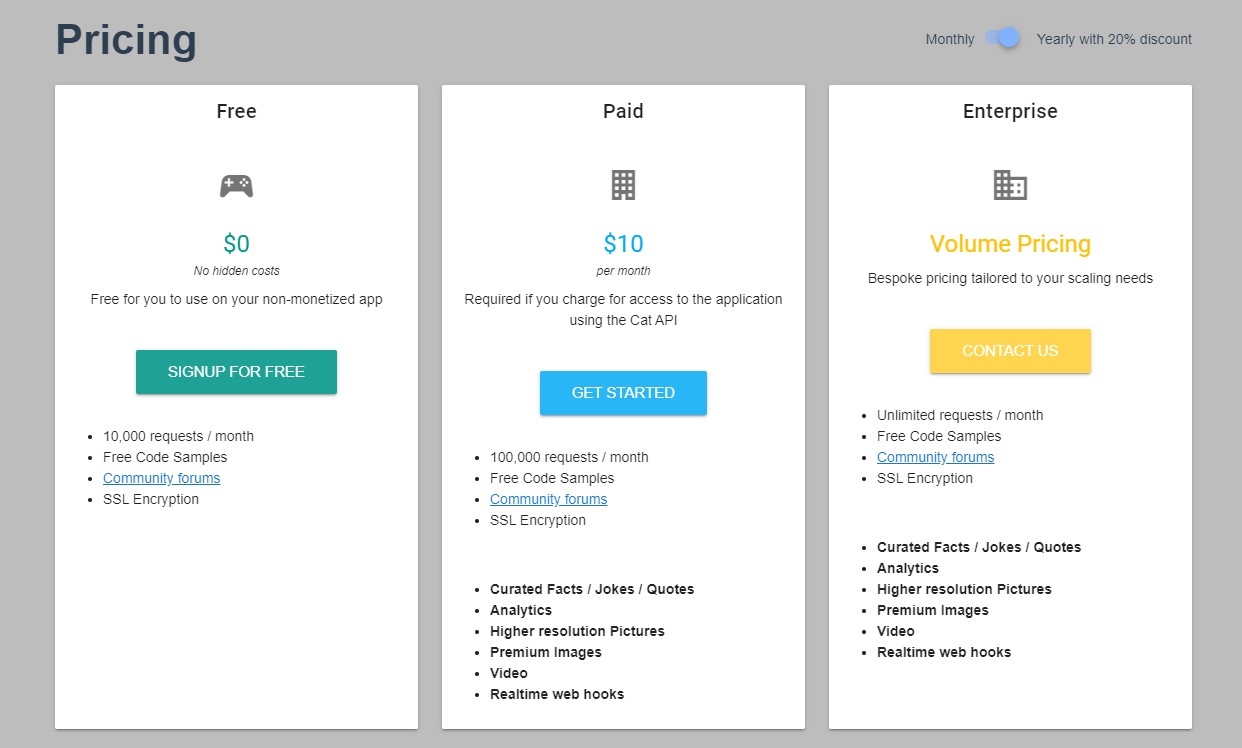 Pricing
Monthly
Yearly with 20% discount
Free
$0
No hidden costs
Free for you to use on your non-monetized app
SIGNUP FOR FREE
10,000 requests / month
Free Code Samples
Community forums
SSL Encryption
Paid
$10
per month
Required if you charge for access to the application
using the Cat API
GET STARTED
100,000 requests / month
Free Code Samples
Community forums
SSL Encryption
Curated Facts / Jokes / Quotes
Analytics
Higher resolution Pictures
Premium Images
Video
Realtime web hooks
Enterprise
Volume Pricing
Bespoke pricing tailored to your scaling needs
CONTACT US
Unlimited requests / month
Free Code Samples
Community forums
SSL Encryption
Curated Facts / Jokes / Quotes
Analytics
Higher resolution Pictures
Premium Images
Video
Realtime web hooks